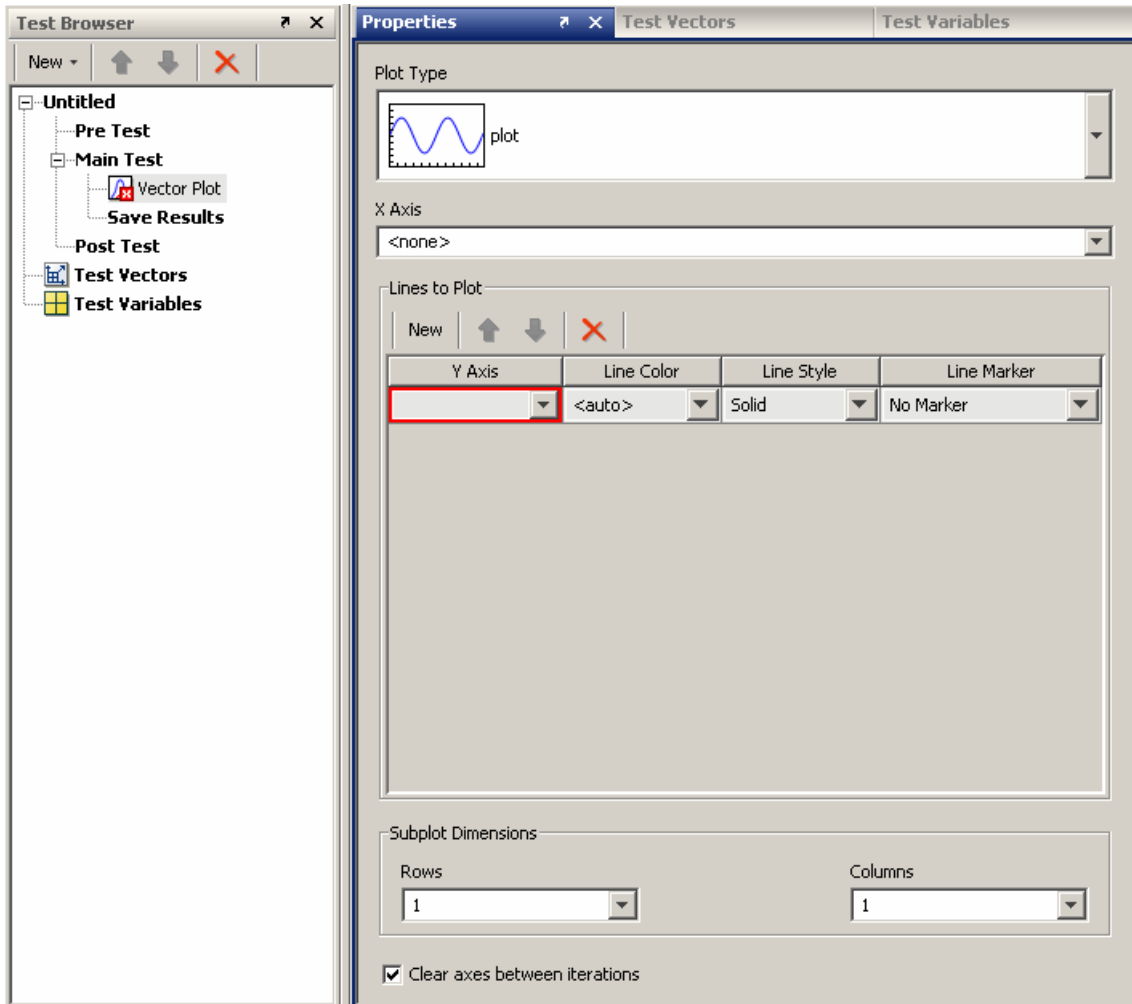 Test Browser
New
Untitled
Pre Test
Main Test
Vector Plot
Save Results
Post Test
Test Vectors
Test Variables
Properties
Test Vectors
Test Variables
Plot Type
plot
X Axis
<none>
Lines to Plot
New
Y Axis Line Color Line Style Line Marker
<auto> Solid No Marker
Subplot Dimensions
Rows Columns
1 1
Clear axes between iterations